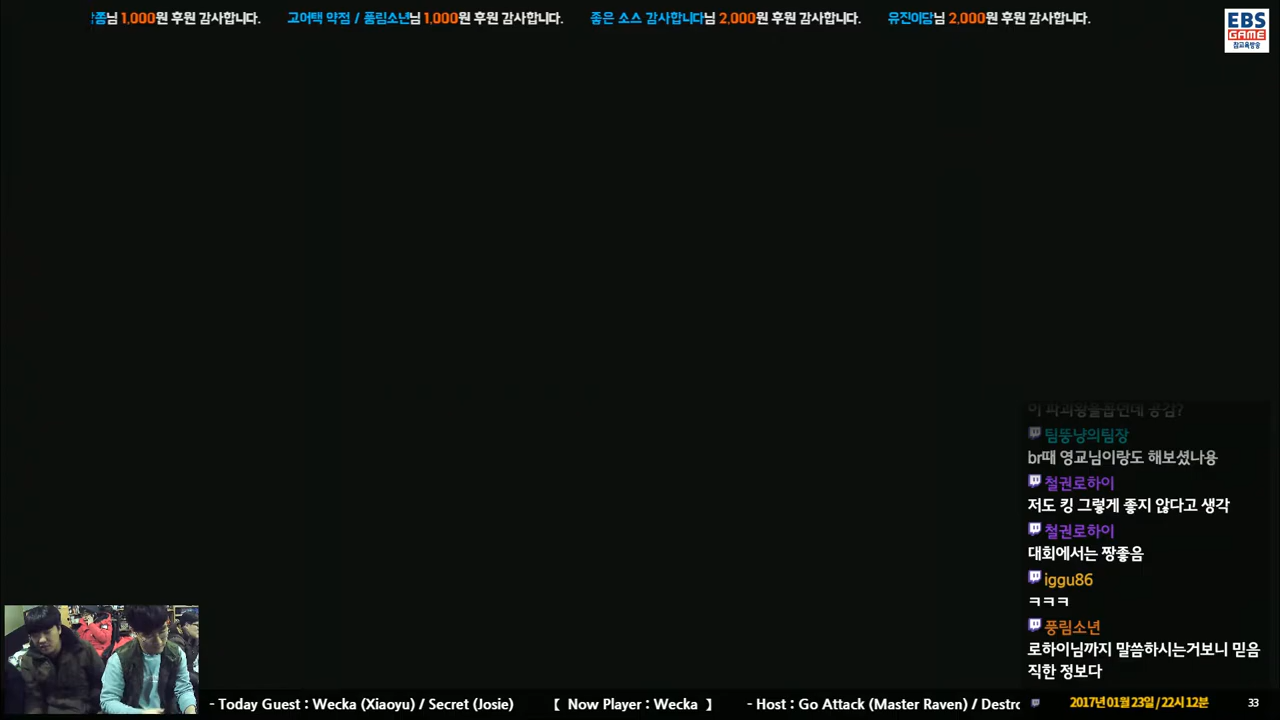 님 1,000원 후원 감사합니다. 고어택 약점 / 풍림소년님 1,000원 후원 감사합니다. 좋은 소스 감사합니다님 2,000원 후원 감사합니다. 유진이담님 2,000원 후원 감사합니다.
EBS
GAME
참교육방송
팀뚱냥의팀장
br때 영교님이랑도 해보셨나용
철권로하이
저도 킹 그렇게 좋지 않다고 생각
철권로하이
대회에서는 짱좋음
iggu86
ㅋㅋㅋ
풍림소년
로하이님까지 말씀하시는거보니 믿음
직한 정보다
- Today Guest : Wecka (Xiaoyu) / Secret (Josie) 【 Now Player : Wecka 】 - Host : Go Attack (Master Raven) / Destro
2017년 01월 23일 / 22시 12분 33